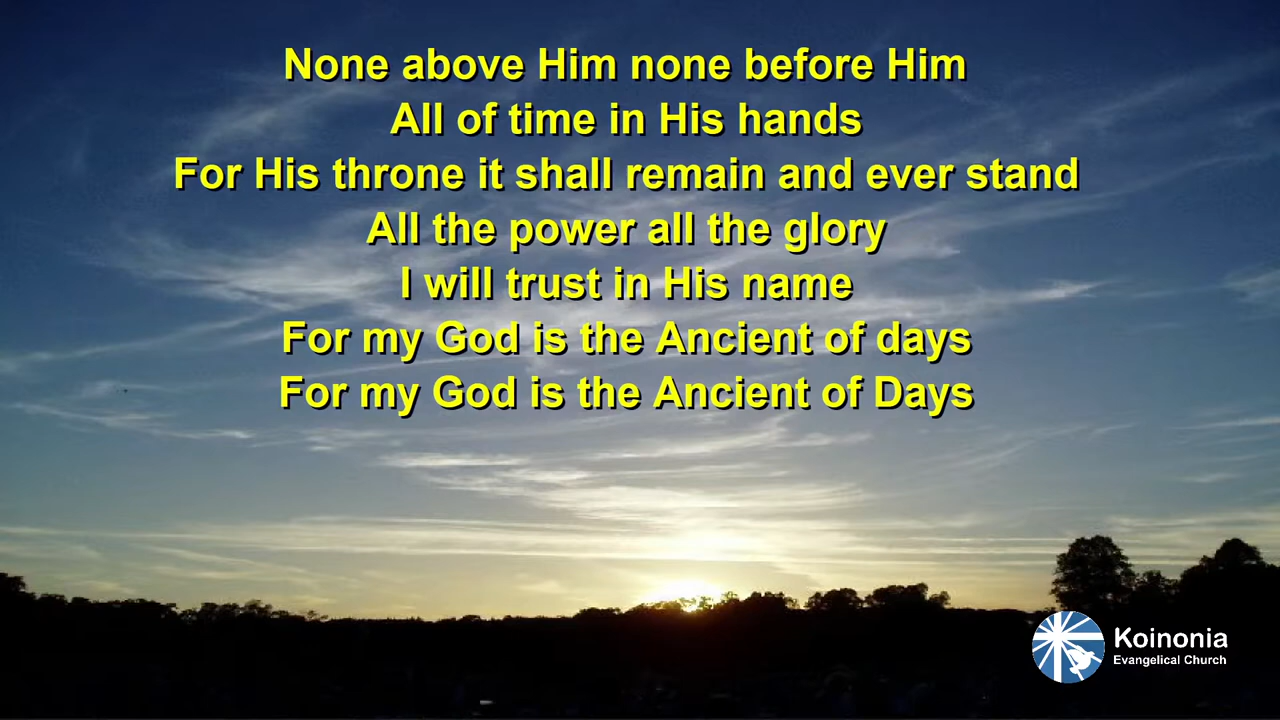 None above Him none before Him
All of time in His hands
For His throne it shall remain and ever stand
All the power all the glory
I will trust in His name
For my God is the Ancient of days
For my God is the Ancient of Days
Koinonia
Evangelical Church